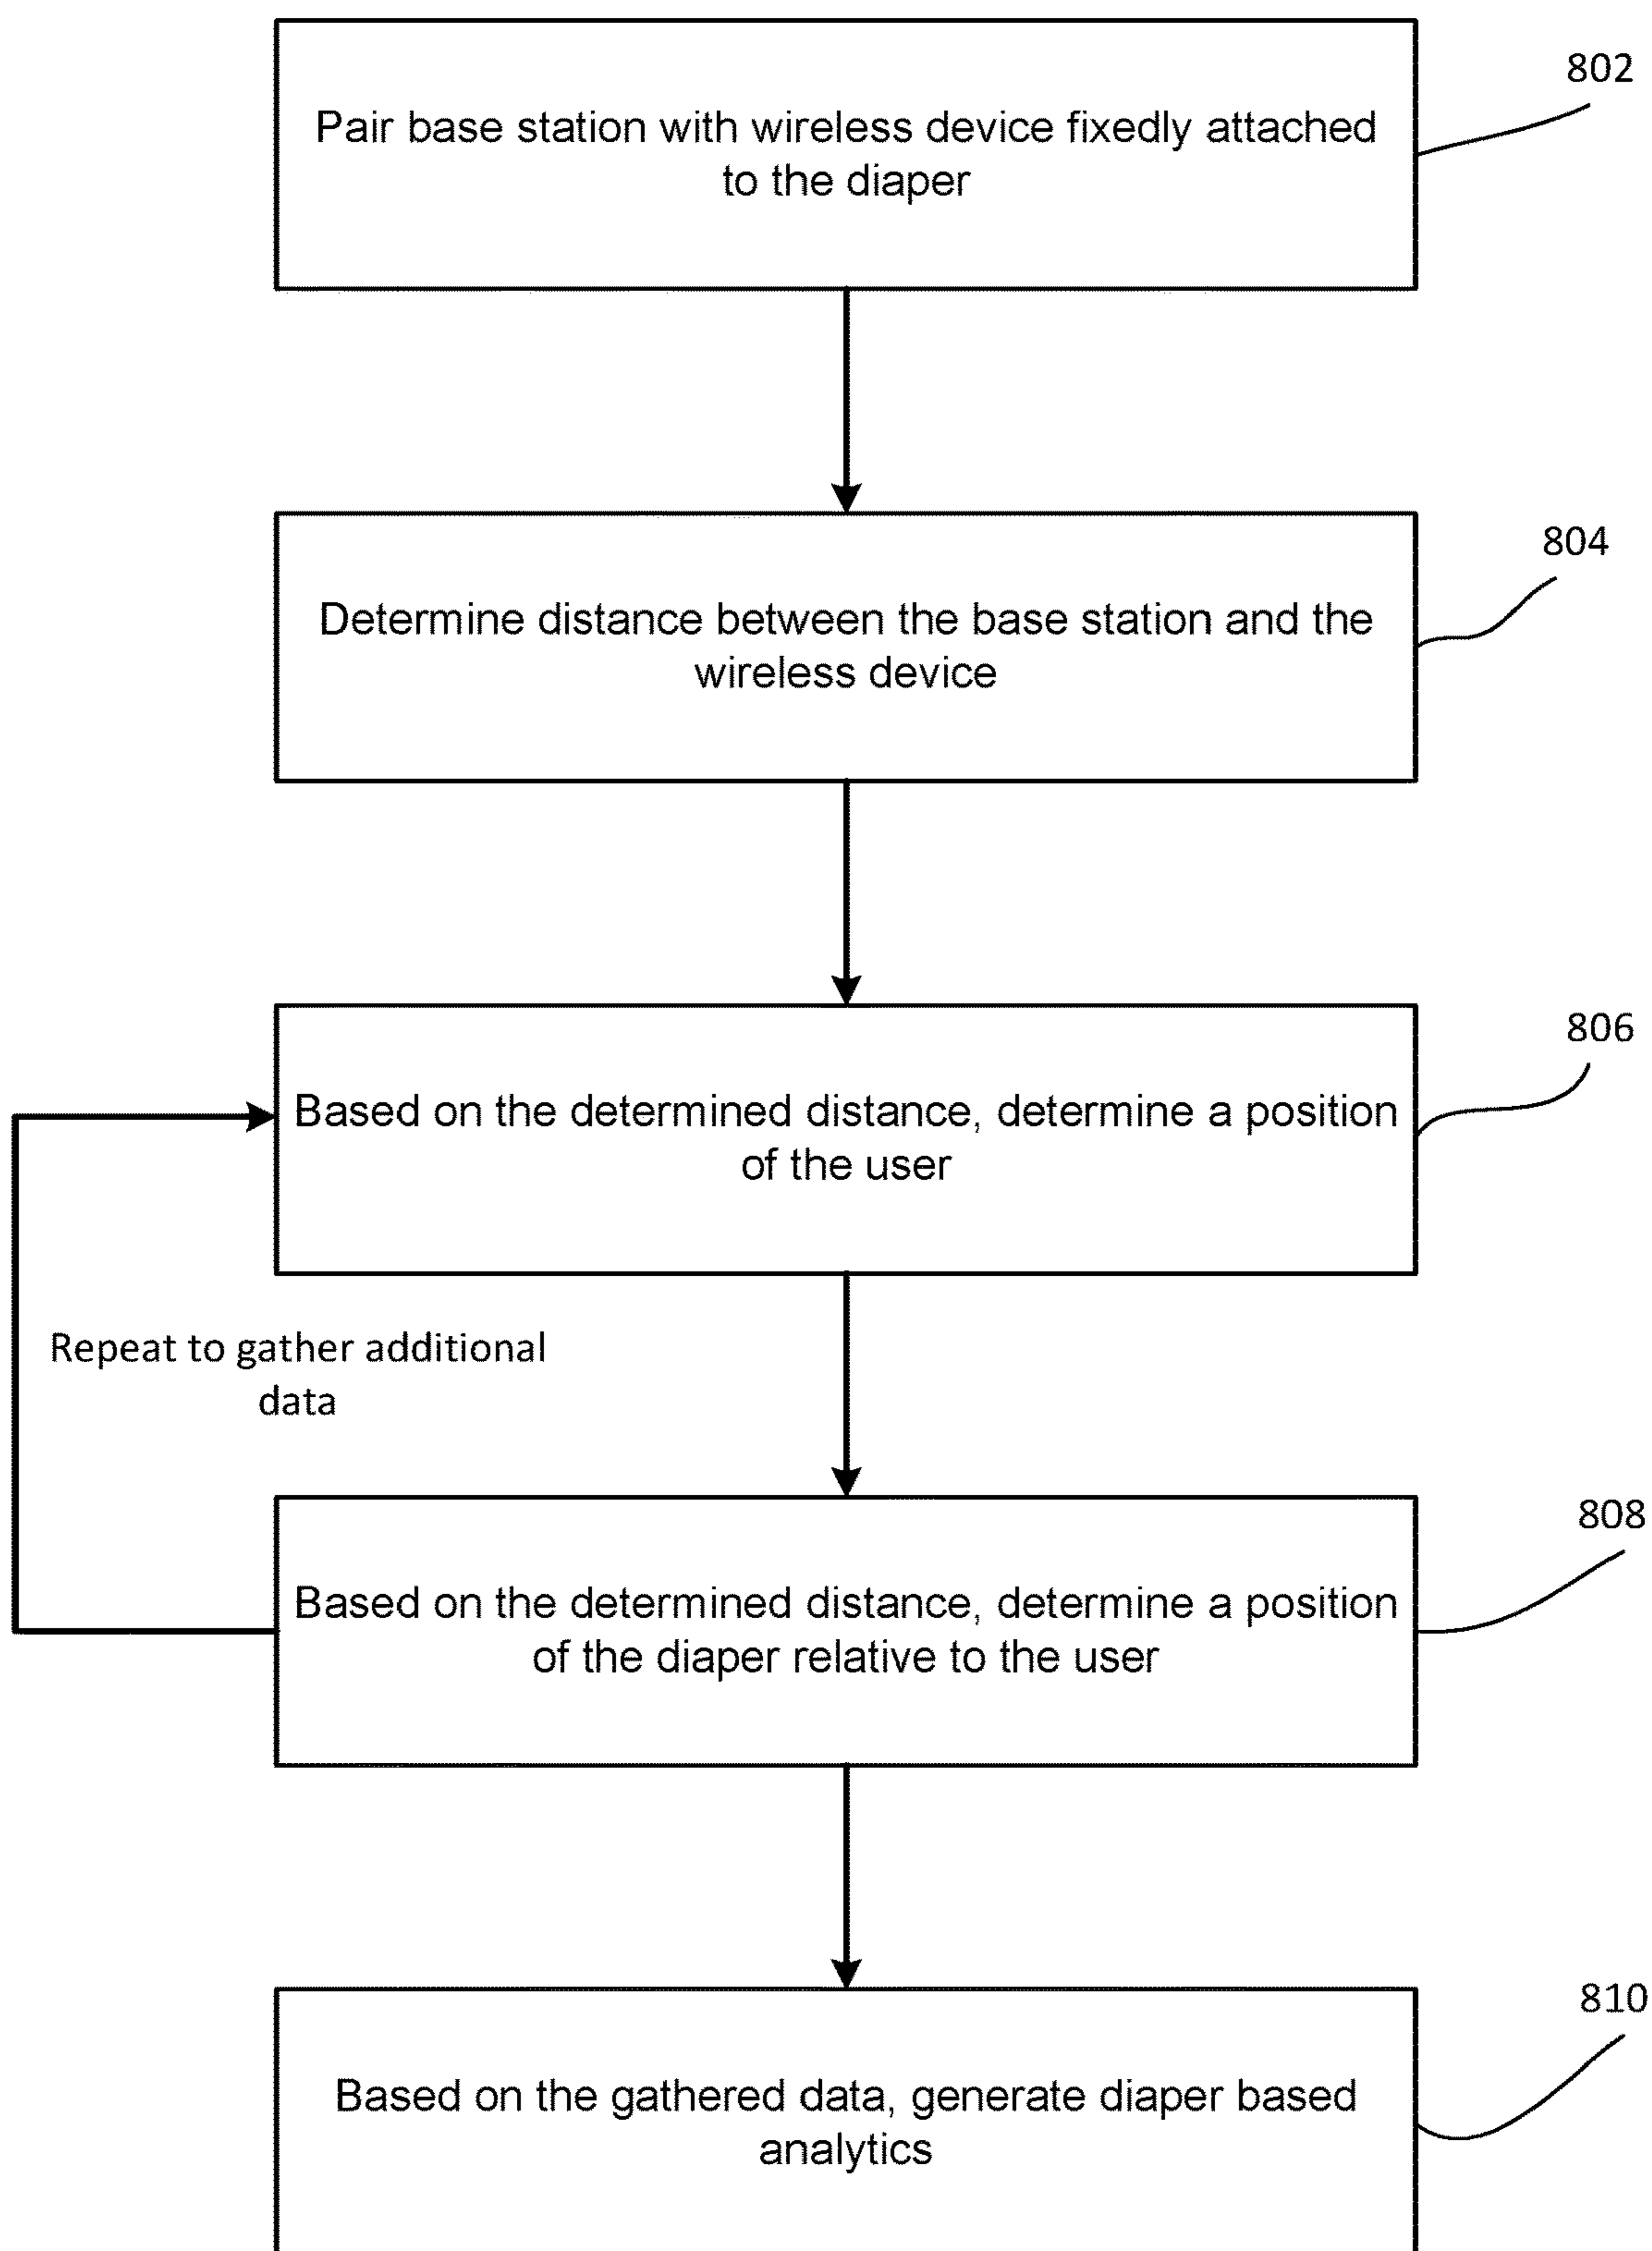 802
Pair base station with wireless device fixedly attached
to the diaper
804
Determine distance between the base station and the
wireless device
806
Based on the determined distance, determine a position
of the user
Repeat to gather additional
data
808
Based on the determined distance, determine a position
of the diaper relative to the user
810
Based on the gathered data, generate diaper based
analytics